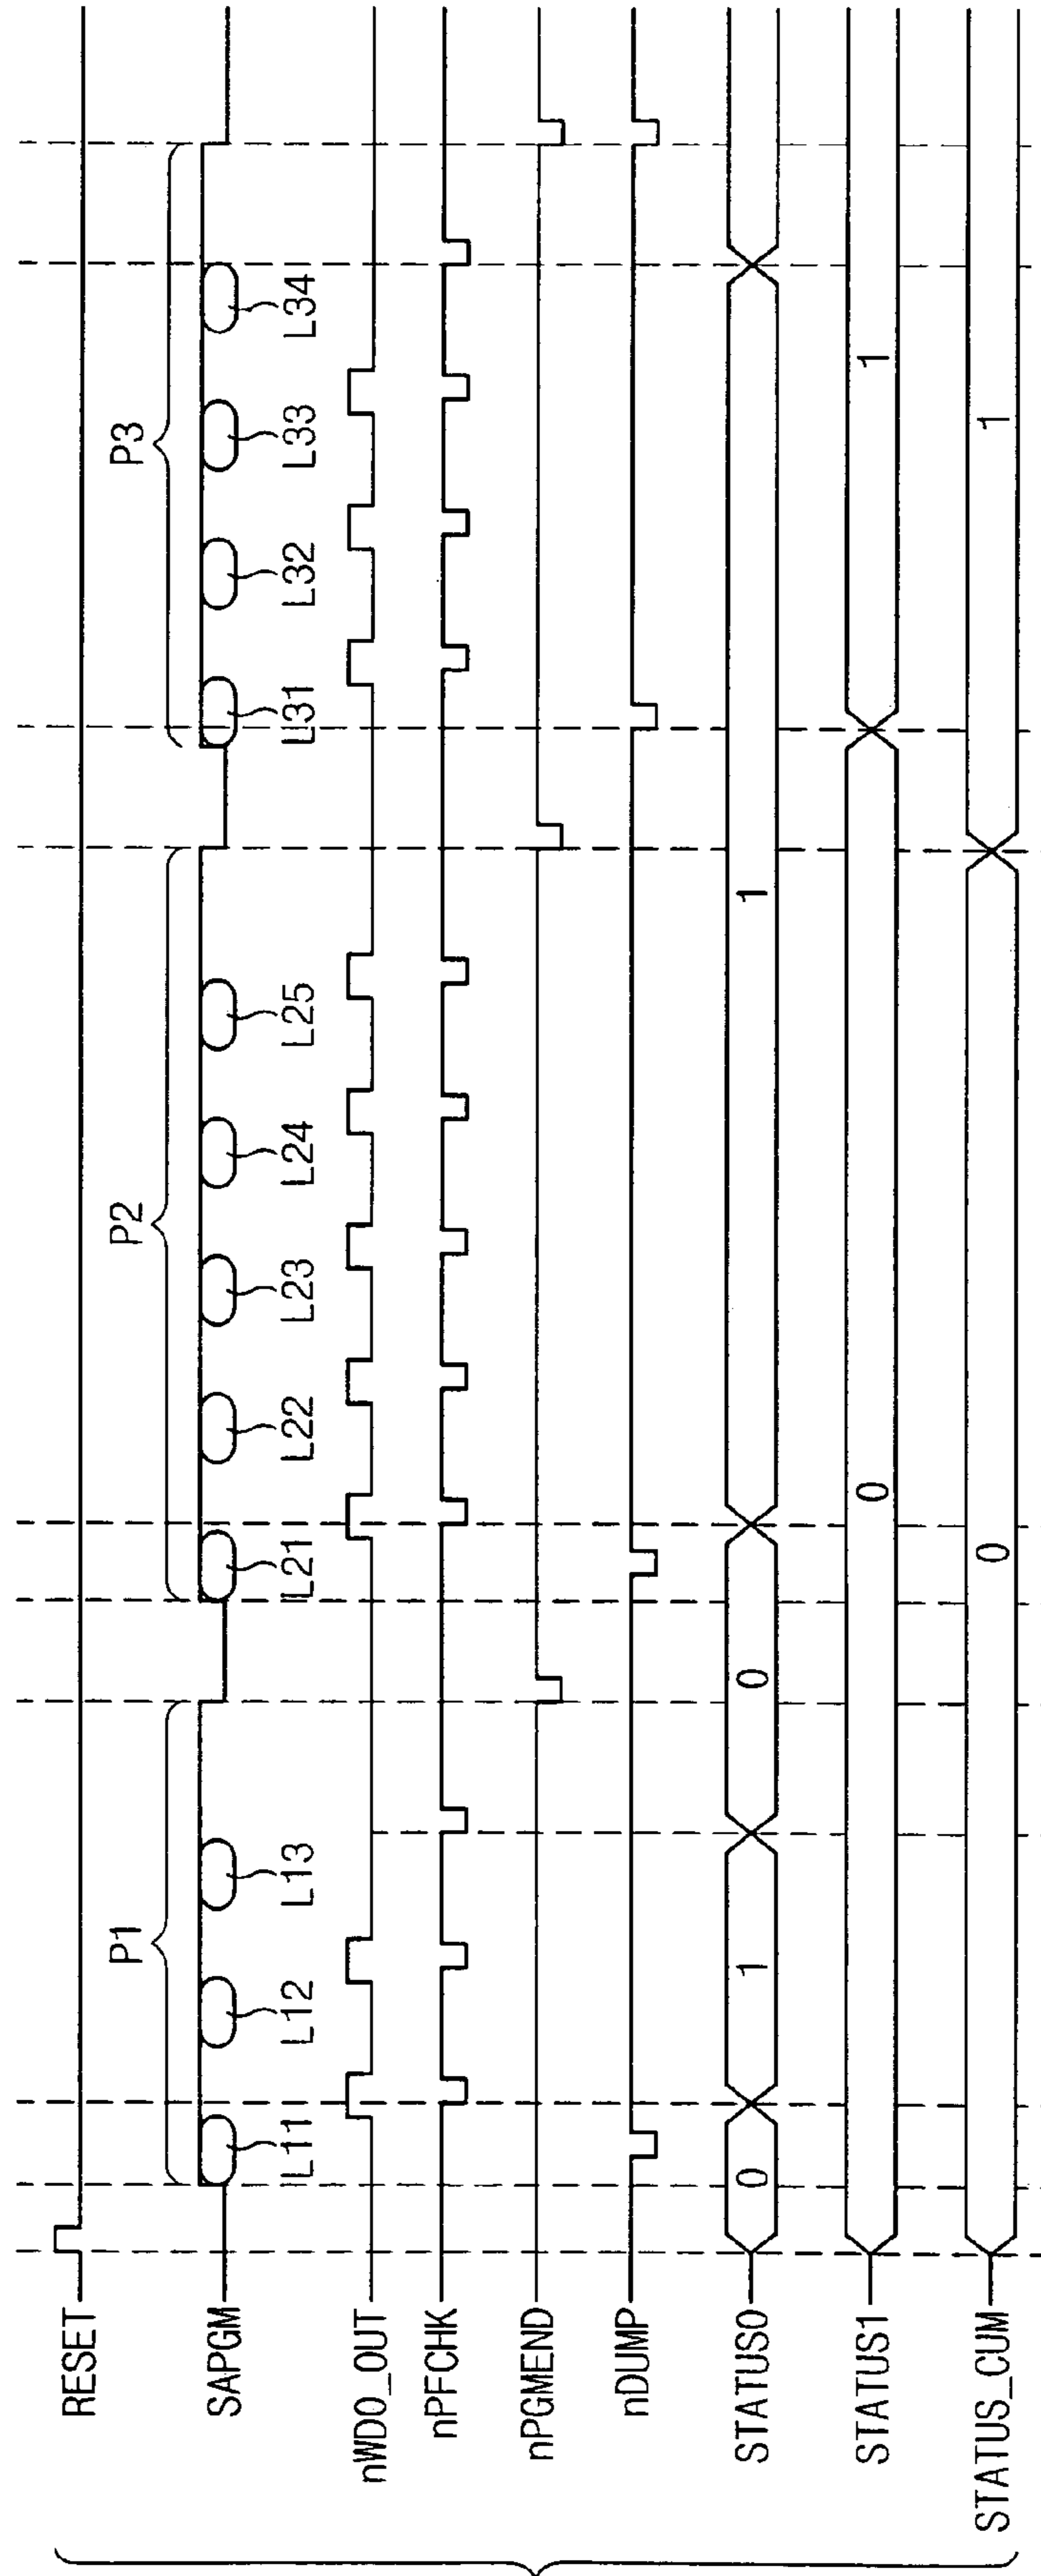 RESET
P1 P2 P3
SAPGM
L11 L12 L13 L21 L22 L23 L24 L25 L31 L32 L33 L34
nWDO_OUT
nPFCHK
nPGMEND
nDUMP
STATUS0 0 1 0 1
STATUS1 0 1
STATUS_CUM 0 1